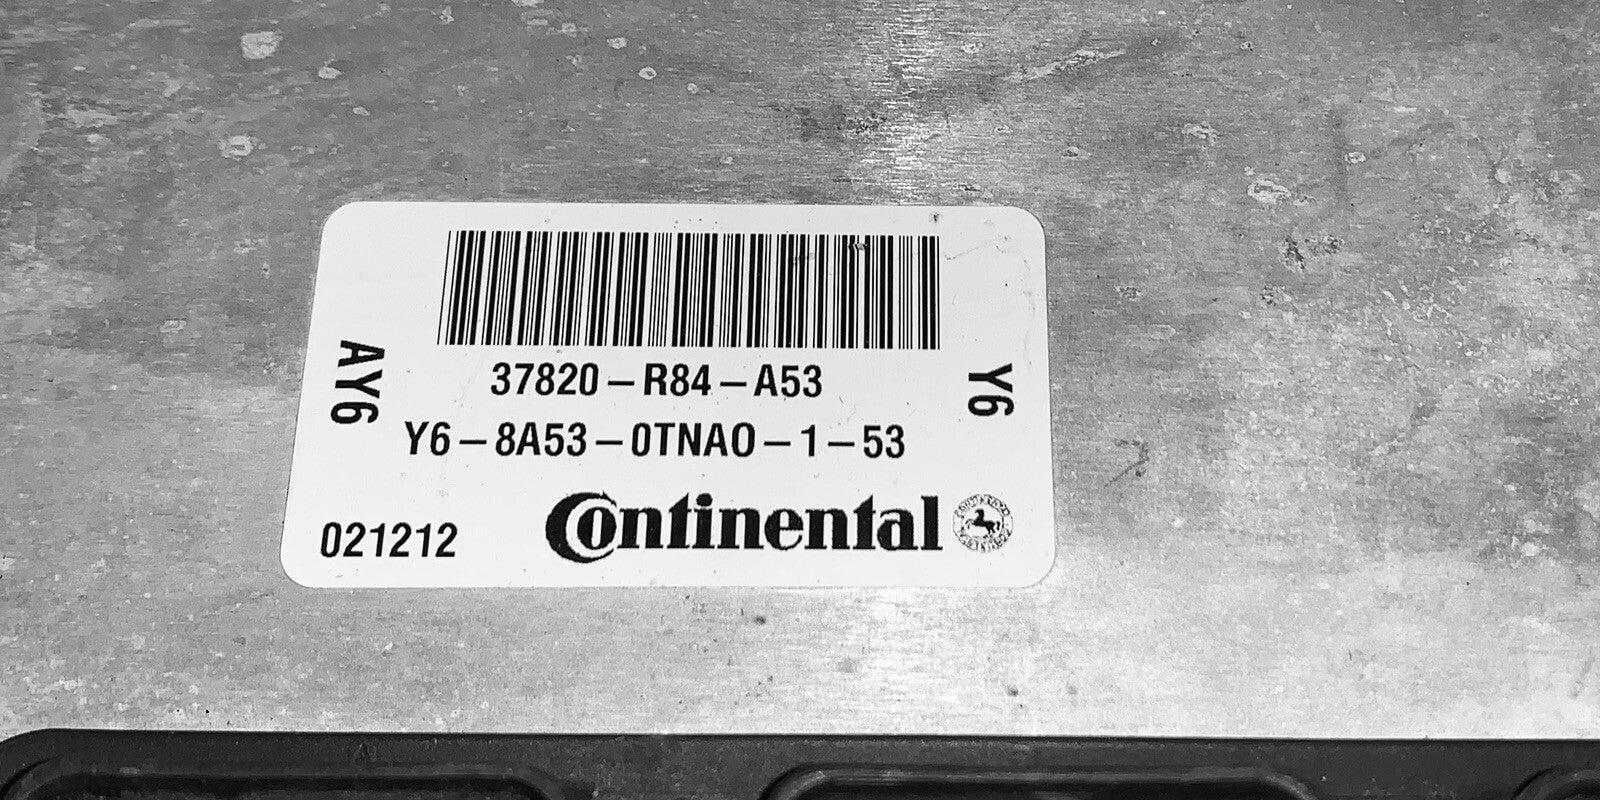 37820-R84-A53
Y6-8A53-0TNA0-1-53
AY6
Y6
021212
Continental